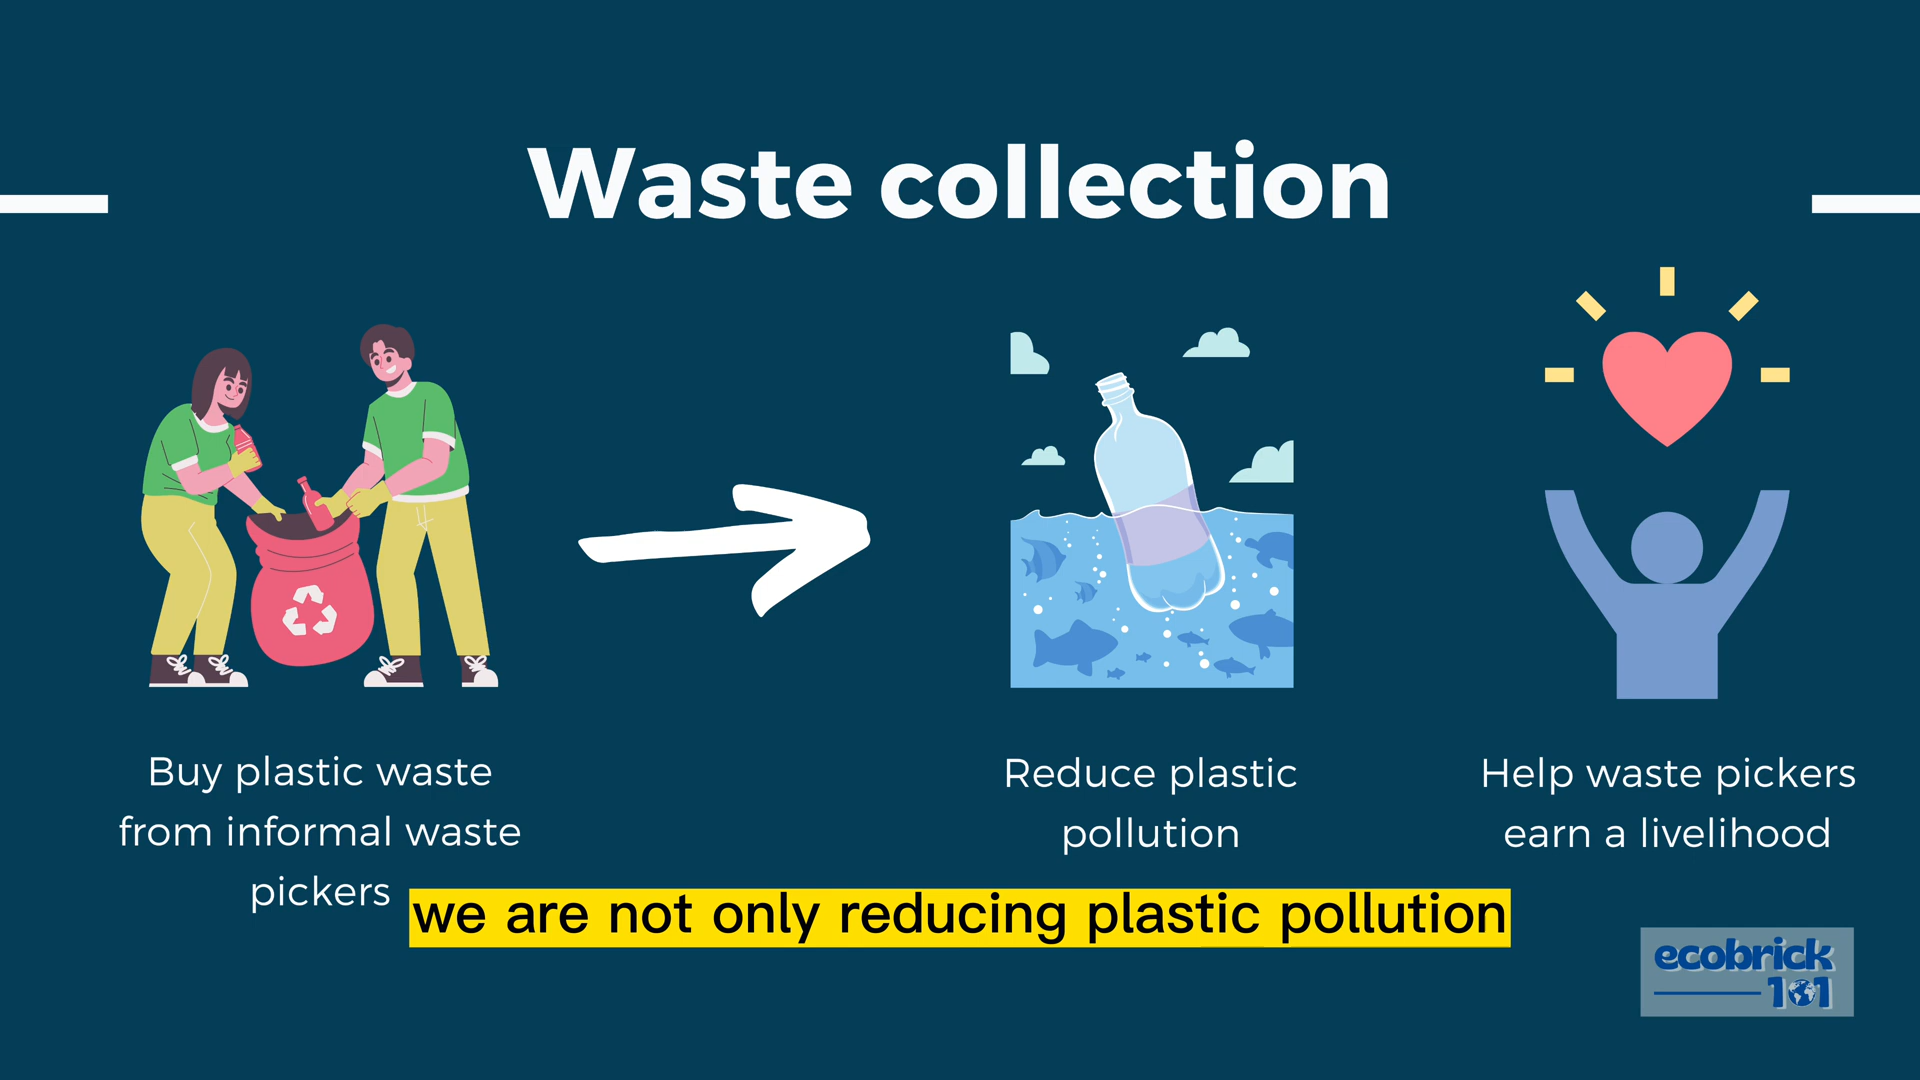 Waste collection
Buy plastic waste
from informal waste
pickers
Reduce plastic
pollution
Help waste pickers
earn a livelihood
we are not only reducing plastic pollution
ecobrick
101